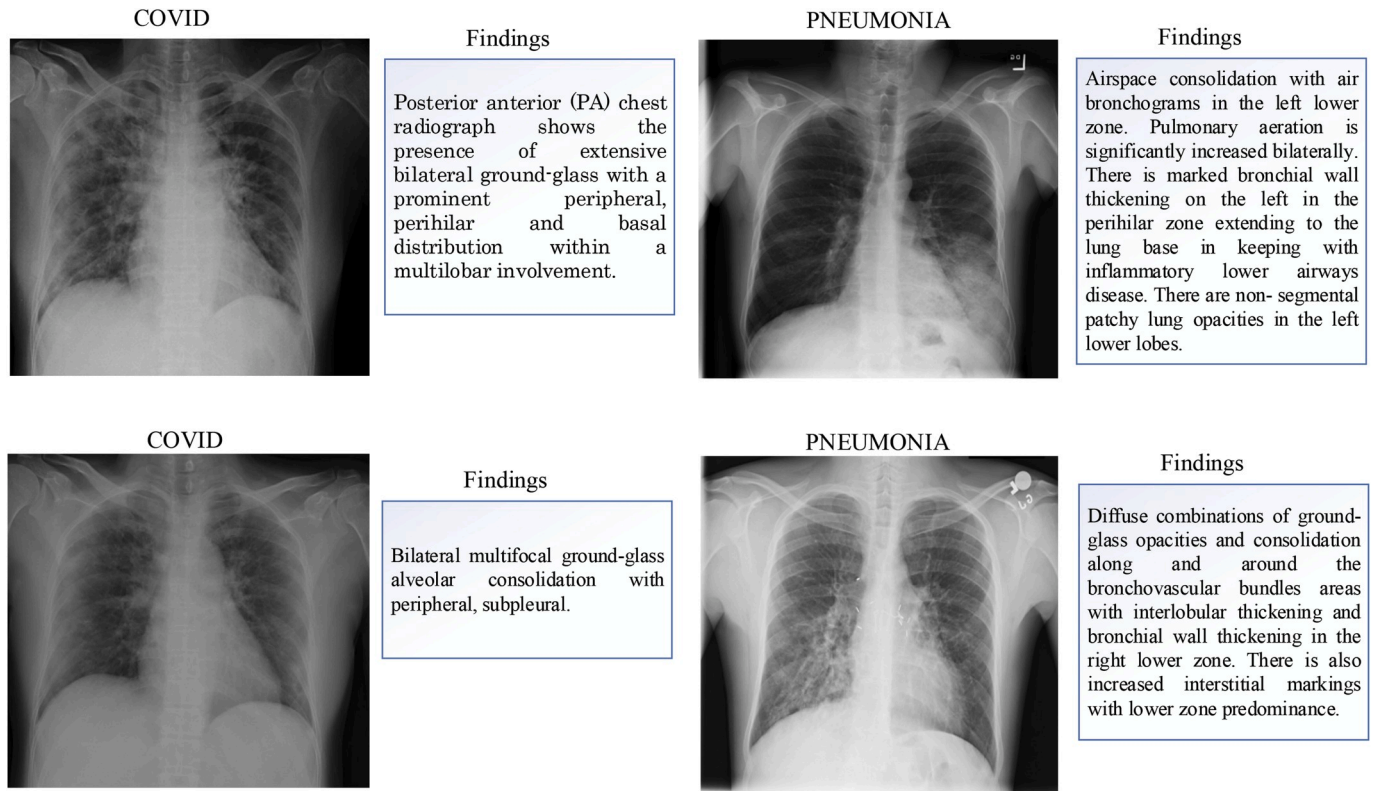 COVID
Findings
Posterior anterior (PA) chest
radiograph shows the
presence of extensive
bilateral ground-glass with a
prominent peripheral,
perihilar and basal
distribution within a
multilobar involvement.
PNEUMONIA
Findings
Airspace consolidation with air
bronchograms in the left lower
zone. Pulmonary aeration is
significantly increased bilaterally.
There is marked bronchial wall
thickening on the left in the
perihilar zone extending to the
lung base in keeping with
inflammatory lower airways
disease. There are non- segmental
patchy lung opacities in the left
lower lobes.
COVID
Findings
Bilateral multifocal ground-glass
alveolar consolidation with
peripheral, subpleural.
PNEUMONIA
Findings
Diffuse combinations of ground-
glass opacities and consolidation
along and around the
bronchovascular bundles areas
with interlobular thickening and
bronchial wall thickening in the
right lower zone. There is also
increased interstitial markings
with lower zone predominance.